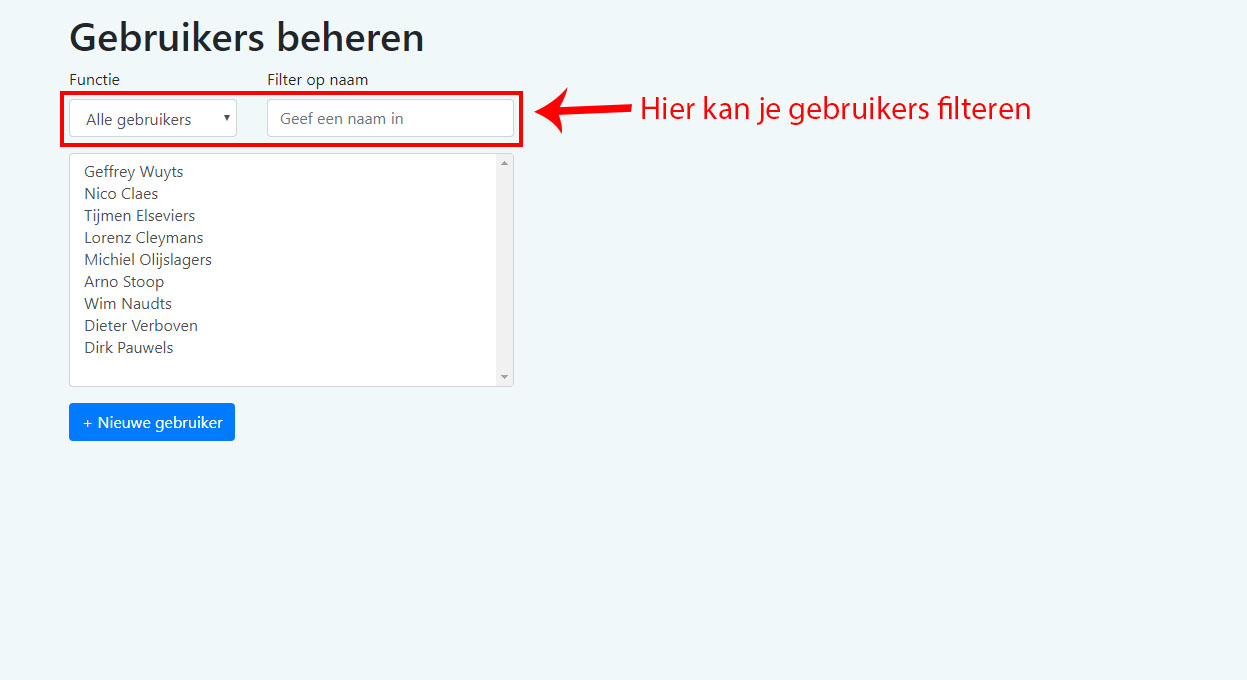 Gebruikers beheren
Functie Filter op naam
Alle gebruikers Geef een naam in
Hier kan je gebruikers filteren
Geffrey Wuyts
Nico Claes
Tijmen Elseviers
Lorenz Cleymans
Michiel Olijslagers
Arno Stoop
Wim Naudts
Dieter Verboven
Dirk Pauwels
+ Nieuwe gebruiker